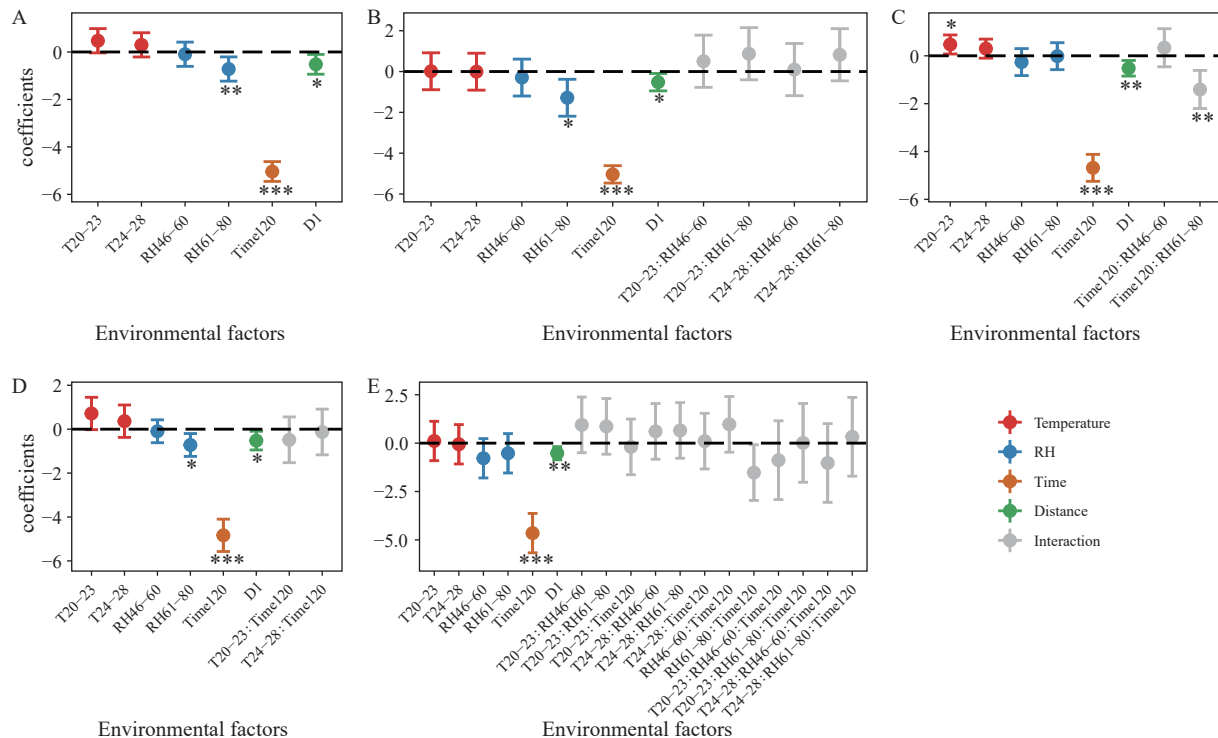 A
coefficients
0
−2
−4
−6
**
***
*
T20−23
T24−28
RH46−60
RH61−80
Time120
D1
Environmental factors
B
2
0
−2
−4
−6
*
***
*
T20−23
T24−28
RH46−60
RH61−80
Time120
D1
T20−23:RH46−60
T20−23:RH61−80
T24−28:RH46−60
T24−28:RH61−80
Environmental factors
C
0
−2
−4
−6
*
***
**
**
T20−23
T24−28
RH46−60
RH61−80
Time120
D1
Time120:RH46−60
Time120:RH61−80
Environmental factors
D
coefficients
2
0
−2
−4
−6
*
***
*
T20−23
T24−28
RH46−60
RH61−80
Time120
D1
T20−23:Time120
T24−28:Time120
Environmental factors
E
2.5
0.0
−2.5
−5.0
***
**
T20−23
T24−28
RH46−60
RH61−80
Time120
D1
T20−23:RH46−60
T20−23:RH61−80
T20−23:Time120
T24−28:RH46−60
T24−28:RH61−80
T24−28:Time120
RH46−60:Time120
RH61−80:Time120
T20−23:RH46−60:Time120
T20−23:RH61−80:Time120
T24−28:RH46−60:Time120
T24−28:RH61−80:Time120
Environmental factors
Temperature
RH
Time
Distance
Interaction